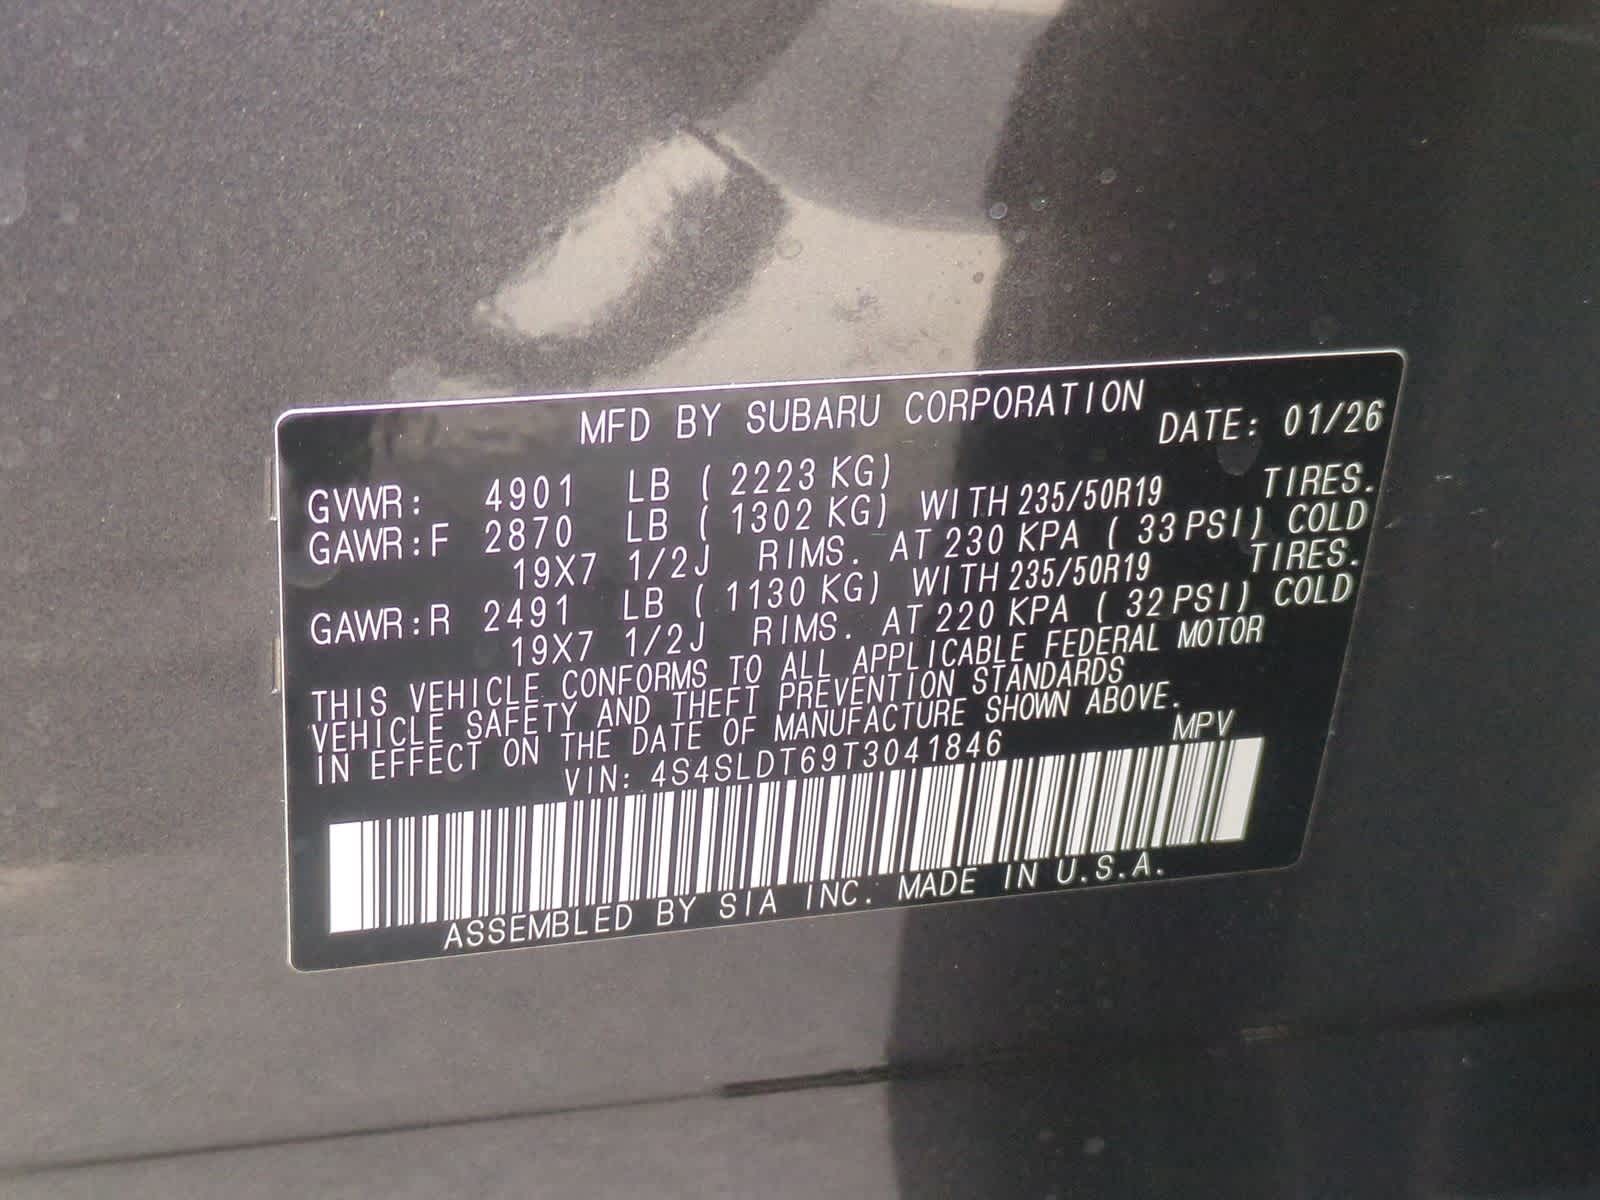 MFD BY SUBARU CORPORATION DATE: 01/26
GVWR: 4901 LB ( 2223 KG)
GAWR:F 2870 LB ( 1302 KG) WITH 235/50R19 TIRES.
19X7 1/2J RIMS. AT 230 KPA ( 33 PSI) COLD
GAWR:R 2491 LB ( 1130 KG) WITH 235/50R19 TIRES.
19X7 1/2J RIMS. AT 220 KPA ( 32 PSI) COLD
THIS VEHICLE CONFORMS TO ALL APPLICABLE FEDERAL MOTOR
VEHICLE SAFETY AND THEFT PREVENTION STANDARDS
IN EFFECT ON THE DATE OF MANUFACTURE SHOWN ABOVE.
VIN: 4S4SLDT69T3041846 MPV
ASSEMBLED BY SIA INC. MADE IN U.S.A.